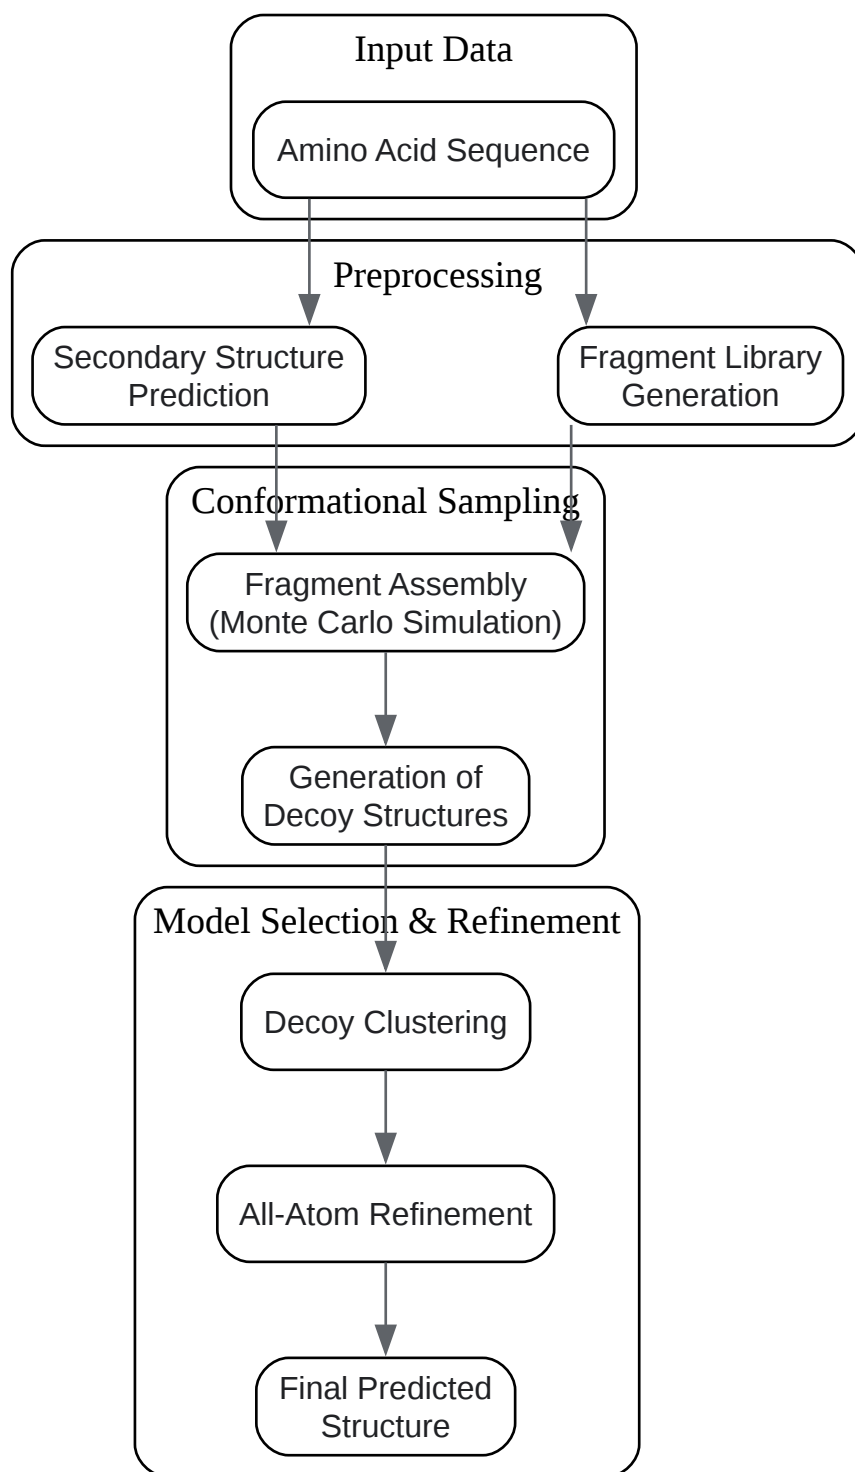 Input Data
Amino Acid Sequence
Preprocessing
Secondary Structure
Prediction
Fragment Library
Generation
Conformational Sampling
Fragment Assembly
(Monte Carlo Simulation)
Generation of
Decoy Structures
Model Selection & Refinement
Decoy Clustering
All-Atom Refinement
Final Predicted
Structure